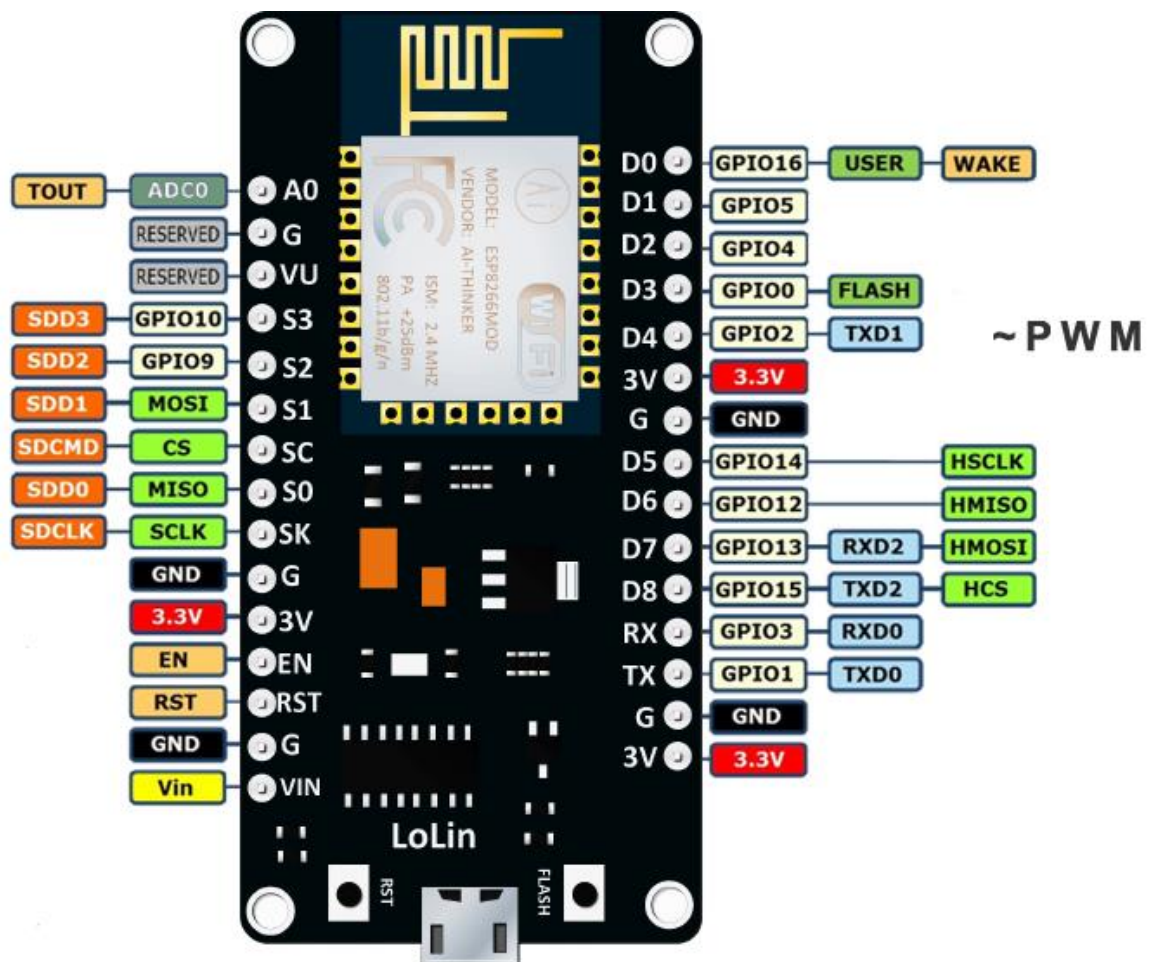 D0 GPIO16 USER WAKE
TOUT ADC0 A0
D1 GPIO5
RESERVED G
D2 GPIO4
RESERVED VU
D3 GPIO0 FLASH
SDD3 GPIO10 S3
D4 GPIO2 TXD1
~PWM
SDD2 GPIO9 S2
3V 3.3V
SDD1 MOSI S1
G GND
SDCMD CS SC
D5 GPIO14 HSCLK
SDD0 MISO S0
D6 GPIO12 HMISO
SDCLK SCLK SK
D7 GPIO13 RXD2 HMOSI
GND G
D8 GPIO15 TXD2 HCS
3.3V 3V
RX GPIO3 RXD0
EN EN
TX GPIO1 TXD0
RST RST
G GND
GND G
3V 3.3V
Vin VIN
MODEL: ESP8266MOD
VENDOR: AI-THINKER
ISM: 2.4 MHZ
PA +25dBm
802.11b/g/n
FCC
Ai
WiFi
LoLin
RST
FLASH